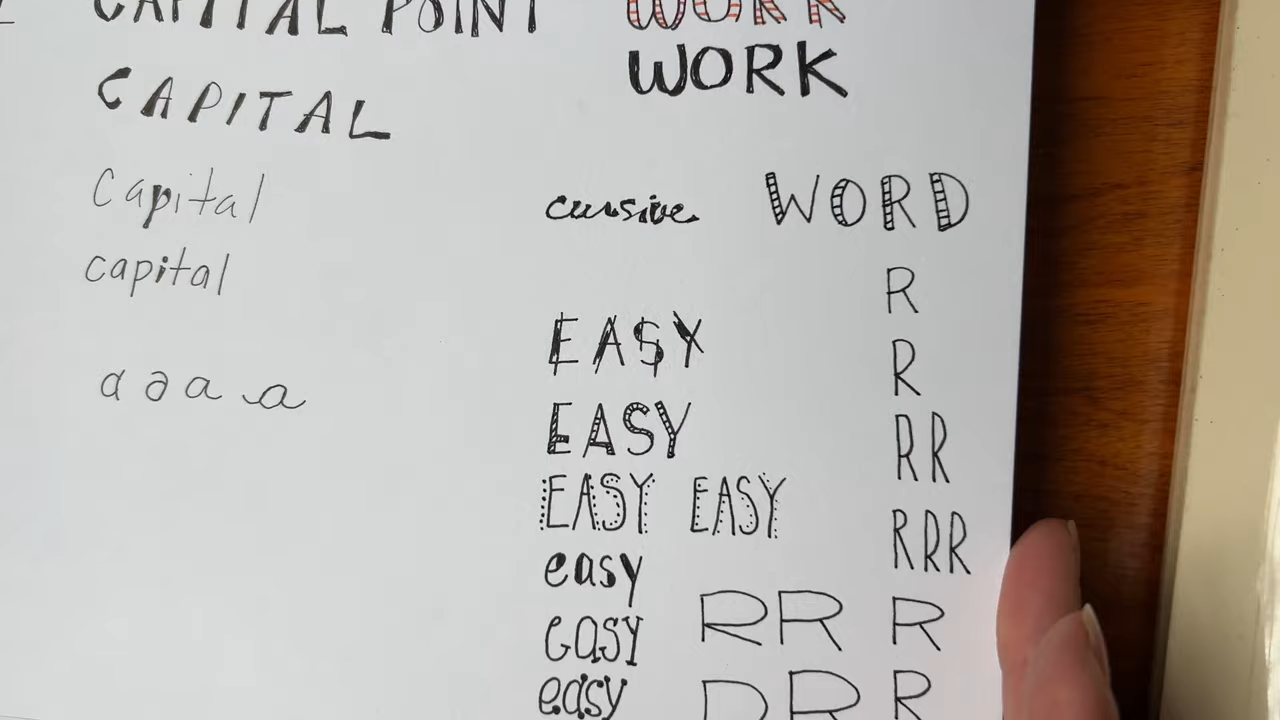 CAPITAL POINT WORK
WORK
CAPITAL
Capital
cursive WORD
capital
R
EASY
R
a a a a
EASY
RR
EASY EASY
RRR
easy
RR R
easy
easy
RR R